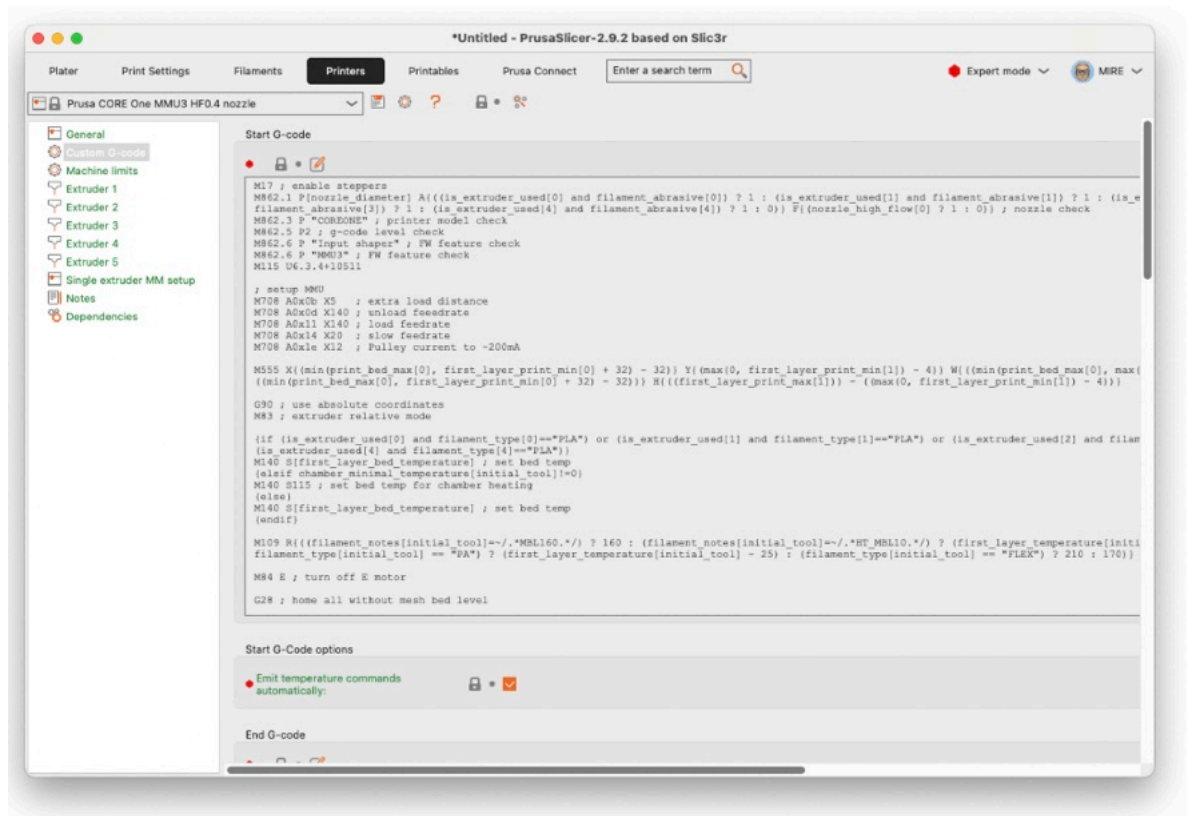 *Untitled - PrusaSlicer-2.9.2 based on Slic3r
Plater Print Settings Filaments Printers Printables Prusa Connect Enter a search term Expert mode MIRE
Prusa CORE One MMU3 HF0.4 nozzle
General
Custom G-code
Machine limits
Extruder 1
Extruder 2
Extruder 3
Extruder 4
Extruder 5
Single extruder MM setup
Notes
Dependencies
Start G-code
M17 ; enable steppers
M862.1 P[nozzle_diameter] A{((is_extruder_used[0] and filament_abrasive[0]) ? 1 : (is_extruder_used[1] and filament_abrasive[1]) ? 1 : (is_e
filament_abrasive[3]) ? 1 : (is_extruder_used[4] and filament_abrasive[4]) ? 1 : 0)} F{(nozzle_high_flow[0] ? 1 : 0)} ; nozzle check
M862.3 P "COREONE" ; printer model check
M862.5 P2 ; g-code level check
M862.6 P "Input shaper" ; FW feature check
M862.6 P "MMU3" ; FW feature check
M115 U6.3.4+10511
; setup MMU
M708 A0x0b X5 ; extra load distance
M708 A0x0d X140 ; unload feeedrate
M708 A0x11 X140 ; load feedrate
M708 A0x14 X20 ; slow feedrate
M708 A0x1e X12 ; Pulley current to ~200mA
M555 X{(min(print_bed_max[0], first_layer_print_min[0] + 32) - 32)} Y{(max(0, first_layer_print_min[1]) - 4)} W{((min(print_bed_max[0], max(
((min(print_bed_max[0], first_layer_print_min[0] + 32) - 32))} H{((first_layer_print_max[1])) - ((max(0, first_layer_print_min[1]) - 4))}
G90 ; use absolute coordinates
M83 ; extruder relative mode
{if (is_extruder_used[0] and filament_type[0]=="PLA") or (is_extruder_used[1] and filament_type[1]=="PLA") or (is_extruder_used[2] and filam
(is_extruder_used[4] and filament_type[4]=="PLA")}
M140 S[first_layer_bed_temperature] ; set bed temp
{elsif chamber_minimal_temperature[initial_tool]!=0}
M140 S115 ; set bed temp for chamber heating
{else}
M140 S[first_layer_bed_temperature] ; set bed temp
{endif}
M109 R{((filament_notes[initial_tool]=~/.*MBL160.*/) ? 160 : (filament_notes[initial_tool]=~/.*HT_MBL10.*/) ? (first_layer_temperature[initi
filament_type[initial_tool] == "PA") ? (first_layer_temperature[initial_tool] - 25) : (filament_type[initial_tool] == "FLEX") ? 210 : 170)}
M84 E ; turn off E motor
G28 ; home all without mesh bed level
Start G-Code options
Emit temperature commands
automatically:
End G-code